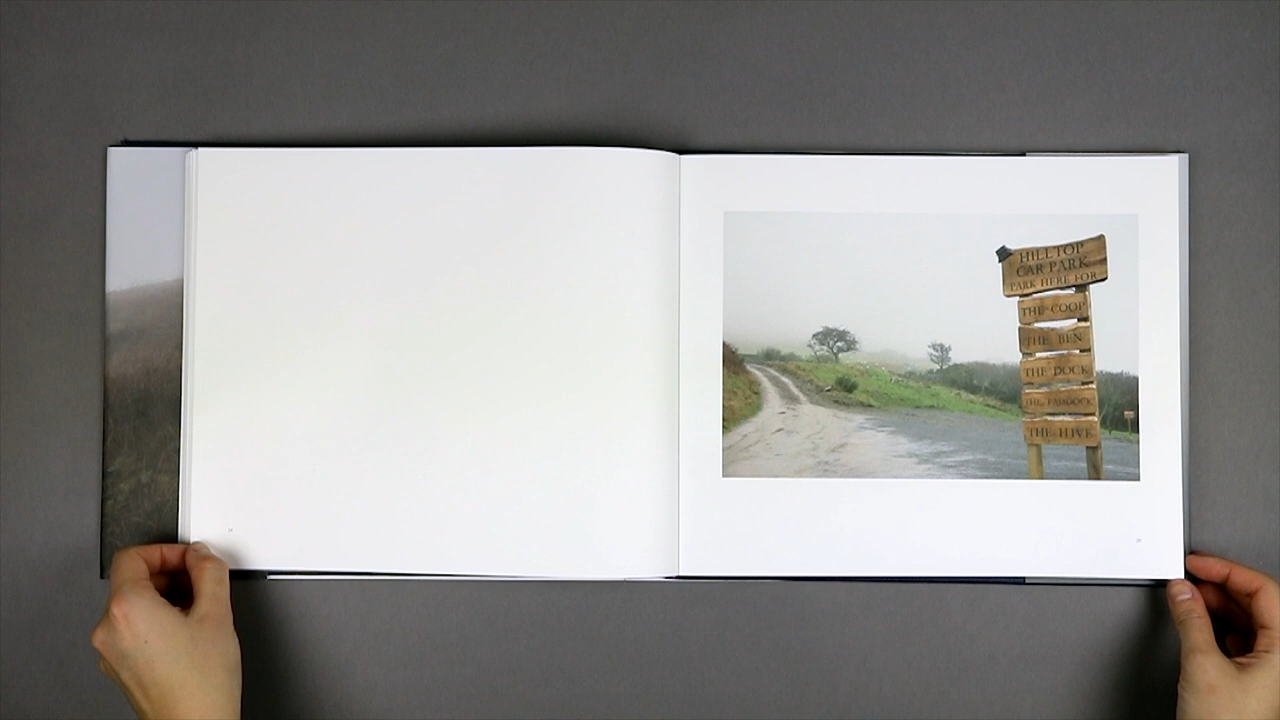 HILLTOP
CAR PARK
PARK HERE FOR
THE COOP
THE BEN
THE DOCK
THE PADDOCK
THE HIVE